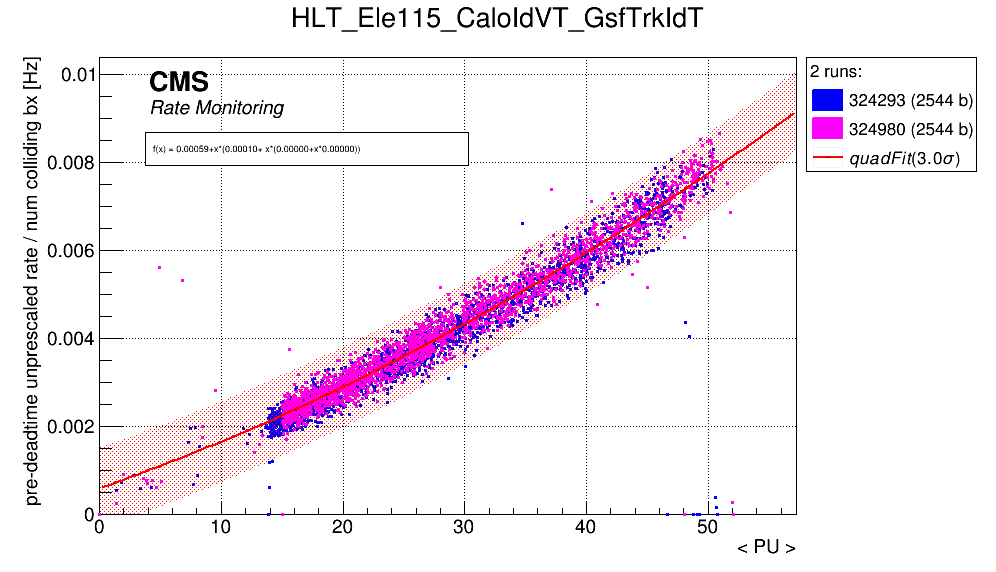 HLT_Ele115_CaloIdVT_GsfTrkIdT
pre-deadtime unprescaled rate / num colliding bx [Hz]
0.01
0.008
0.006
0.004
0.002
0
CMS
Rate Monitoring
f(x) = 0.00059+x*(0.00010+ x*(0.00000+x*0.00000))
2 runs:
324293 (2544 b)
324980 (2544 b)
quadFit(3.0σ)
0 10 20 30 40 50
< PU >